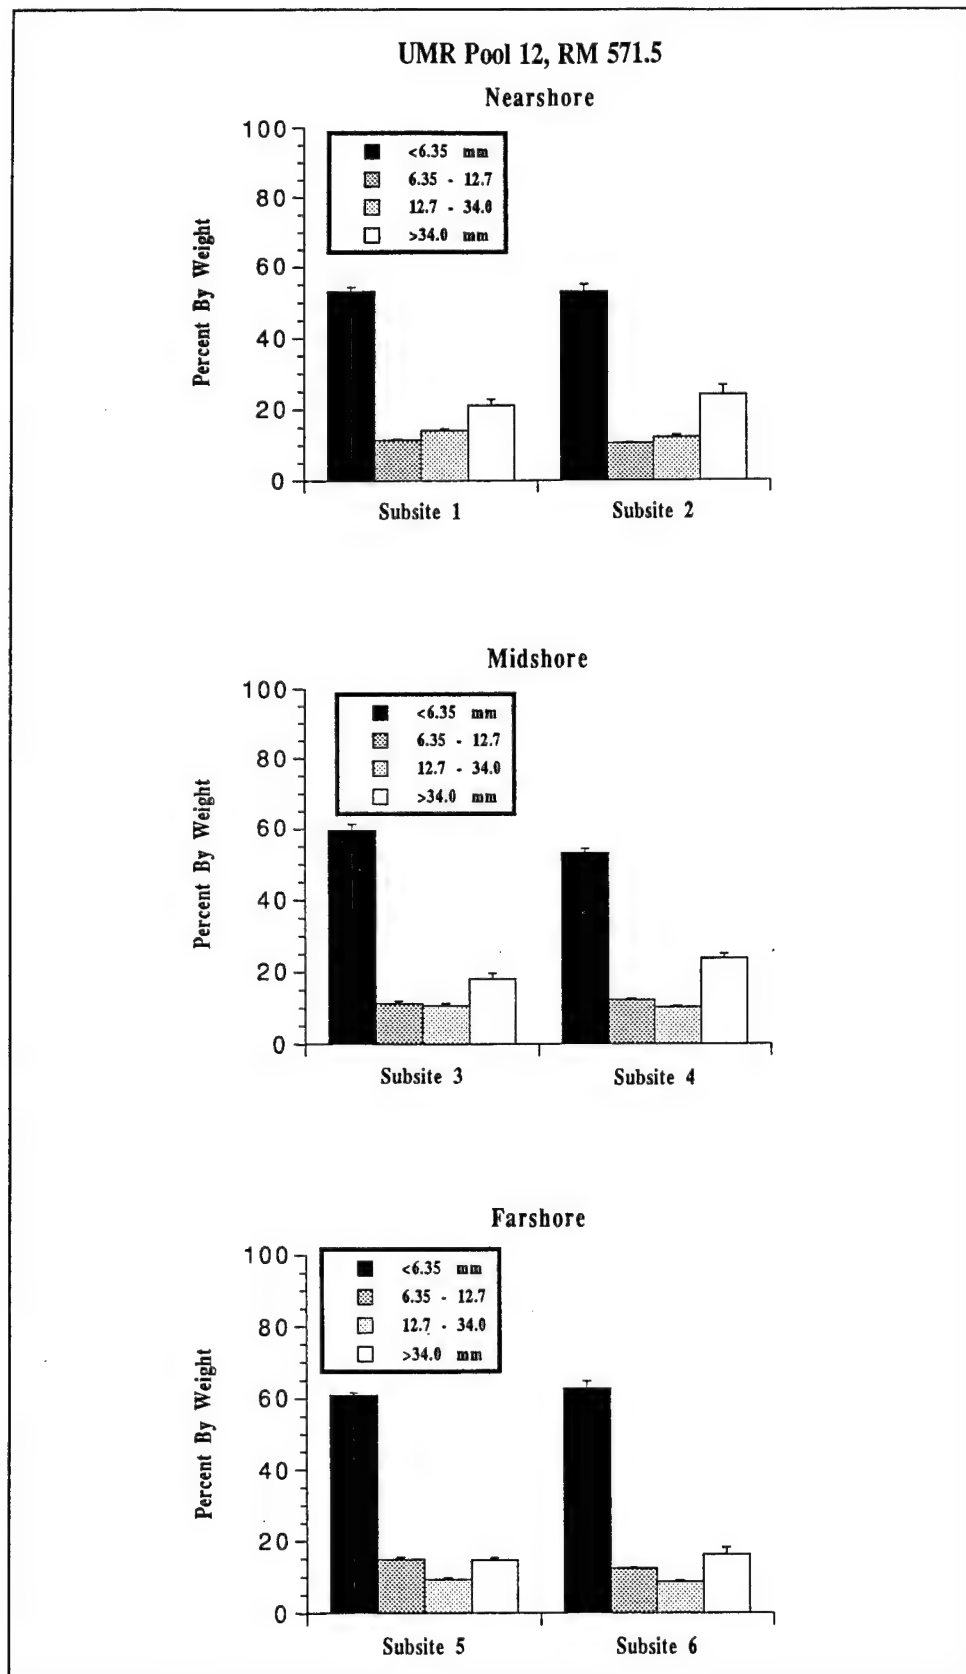 UMR Pool 12, RM 571.5
Nearshore
Percent By Weight
100
80
60
40
20
0
<6.35 mm
6.35 - 12.7
12.7 - 34.0
>34.0 mm
Subsite 1
Subsite 2
Midshore
Percent By Weight
100
80
60
40
20
0
<6.35 mm
6.35 - 12.7
12.7 - 34.0
>34.0 mm
Subsite 3
Subsite 4
Farshore
Percent By Weight
100
80
60
40
20
0
<6.35 mm
6.35 - 12.7
12.7 - 34.0
>34.0 mm
Subsite 5
Subsite 6